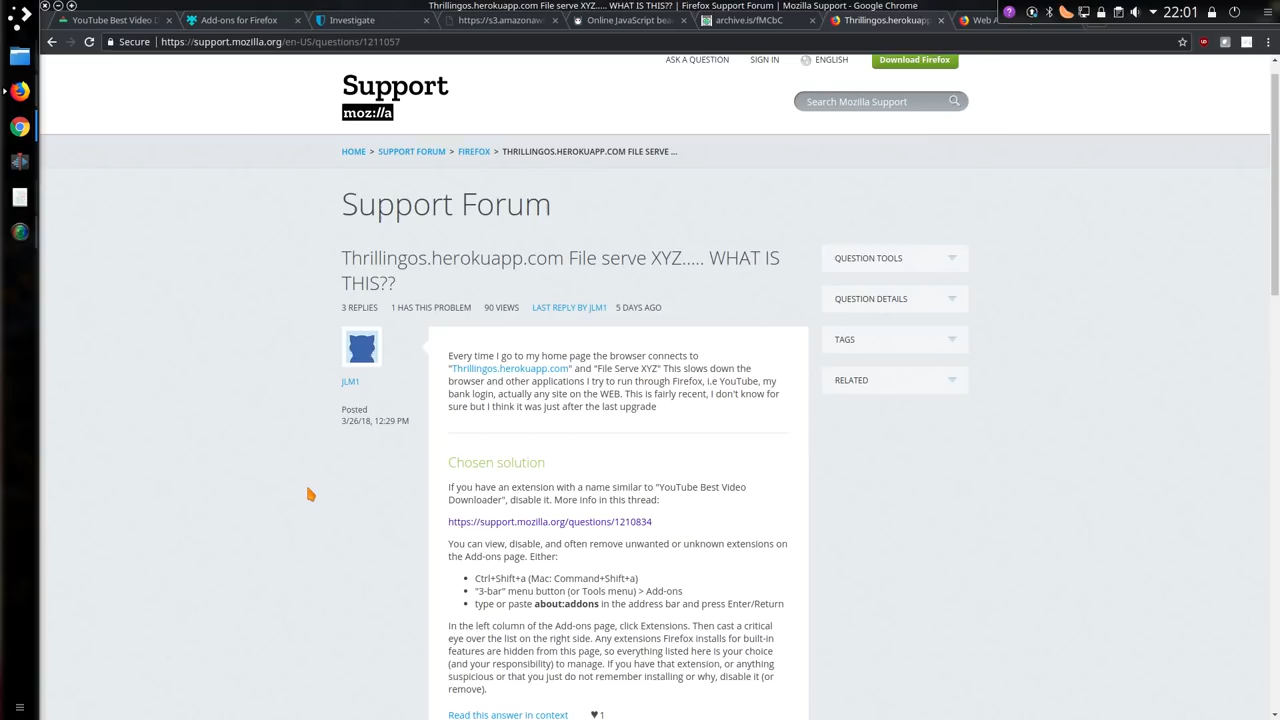 Thrillingos.herokuapp.com File serve XYZ..... WHAT IS THIS?? | Firefox Support Forum | Mozilla Support - Google Chrome
22:01
YouTube Best Video D
Add-ons for Firefox
Investigate
https://s3.amazonaw
Online JavaScript bea
archive.is/fMCbC
Thrillingos.herokuapp
Web A
Secure
https://support.mozilla.org/en-US/questions/1211057
ASK A QUESTION
SIGN IN
ENGLISH
Download Firefox
Support
moz://a
Search Mozilla Support
HOME > SUPPORT FORUM > FIREFOX > THRILLINGOS.HEROKUAPP.COM FILE SERVE ...
Support Forum
Thrillingos.herokuapp.com File serve XYZ..... WHAT IS
THIS??
3 REPLIES
1 HAS THIS PROBLEM
90 VIEWS
LAST REPLY BY JLM1
5 DAYS AGO
QUESTION TOOLS
QUESTION DETAILS
TAGS
RELATED
JLM1
Posted
3/26/18, 12:29 PM
Every time I go to my home page the browser connects to
"Thrillingos.herokuapp.com" and "File Serve XYZ" This slows down the
browser and other applications I try to run through Firefox, i.e YouTube, my
bank login, actually any site on the WEB. This is fairly recent, I don't know for
sure but I think it was just after the last upgrade
Chosen solution
If you have an extension with a name similar to "YouTube Best Video
Downloader", disable it. More info in this thread:
https://support.mozilla.org/questions/1210834
You can view, disable, and often remove unwanted or unknown extensions on
the Add-ons page. Either:
• Ctrl+Shift+a (Mac: Command+Shift+a)
• "3-bar" menu button (or Tools menu) > Add-ons
• type or paste about:addons in the address bar and press Enter/Return
In the left column of the Add-ons page, click Extensions. Then cast a critical
eye over the list on the right side. Any extensions Firefox installs for built-in
features are hidden from this page, so everything listed here is your choice
(and your responsibility) to manage. If you have that extension, or anything
suspicious or that you just do not remember installing or why, disable it (or
remove).
Read this answer in context
♥ 1